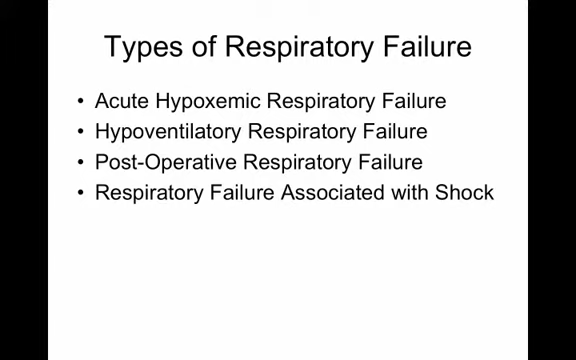 Types of Respiratory Failure
• Acute Hypoxemic Respiratory Failure
• Hypoventilatory Respiratory Failure
• Post-Operative Respiratory Failure
• Respiratory Failure Associated with Shock